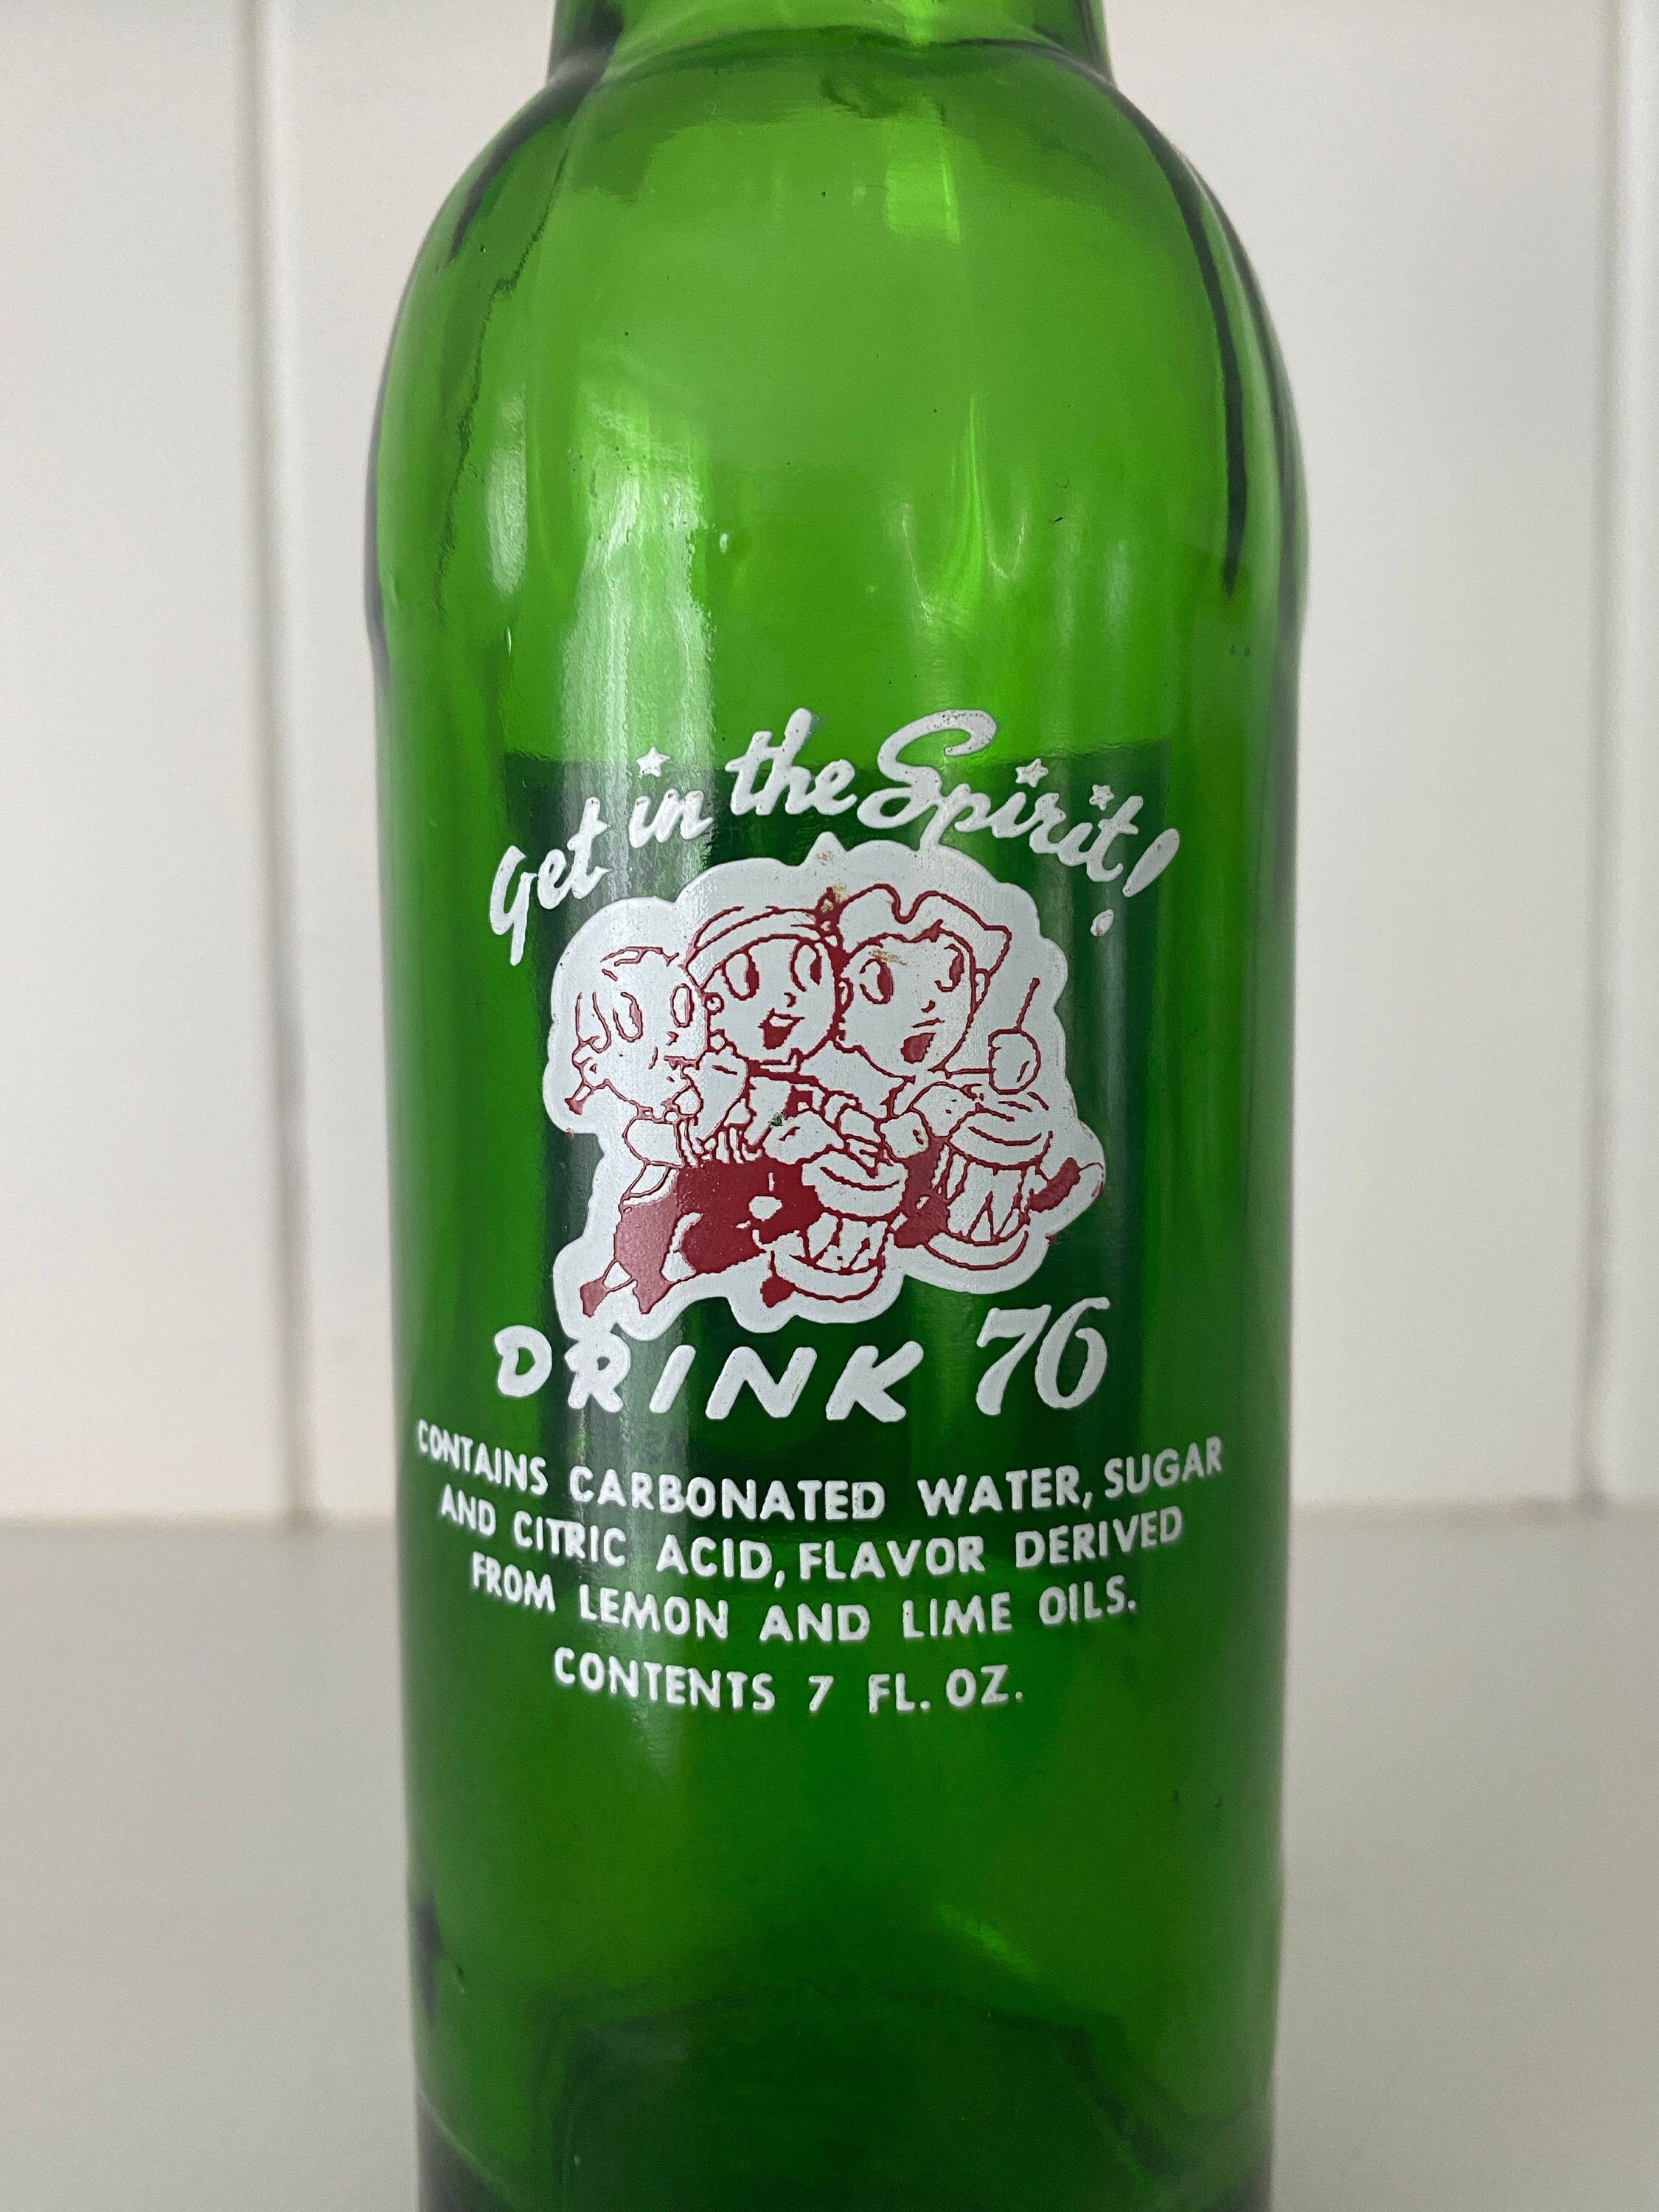 Get in the Spirit!
DRINK 76
CONTAINS CARBONATED WATER, SUGAR
AND CITRIC ACID, FLAVOR DERIVED
FROM LEMON AND LIME OILS.
CONTENTS 7 FL. OZ.